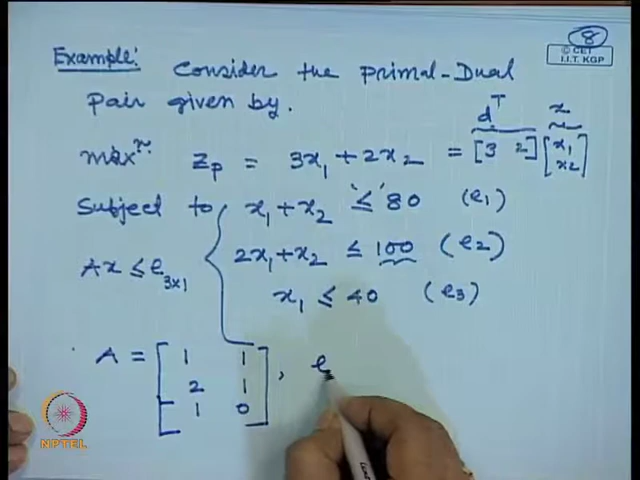 8
© CET
I.I.T. KGP
Example: Consider the primal-Dual
pair given by.
dᵀ x
maxᵐ Zp = 3x₁ + 2x₂ = [3 2] [x₁ x₂]
Subject to x₁ + x₂ '≤' 80 (e₁)
2x₁ + x₂ ≤ 100 (e₂)
Ax ≤ e₃ₓ₁
x₁ ≤ 40 (e₃)
A = [ 1 1
2 1
1 0 ] , e
NPTEL